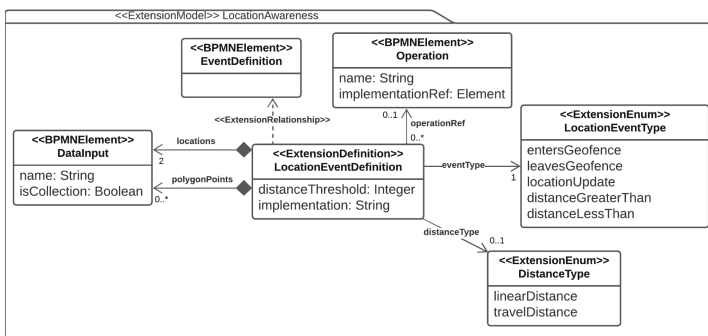 <<ExtensionModel>> LocationAwareness
<<BPMNElement>>
EventDefinition
<<BPMNElement>>
Operation
name: String
implementationRef: Element
<<ExtensionRelationship>>
0..1
operationRef
0..*
<<BPMNElement>>
DataInput
name: String
isCollection: Boolean
locations
2
polygonPoints
0..*
<<ExtensionDefinition>>
LocationEventDefinition
distanceThreshold: Integer
implementation: String
eventType
1
<<ExtensionEnum>>
LocationEventType
entersGeofence
leavesGeofence
locationUpdate
distanceGreaterThan
distanceLessThan
distanceType
0..1
<<ExtensionEnum>>
DistanceType
linearDistance
travelDistance